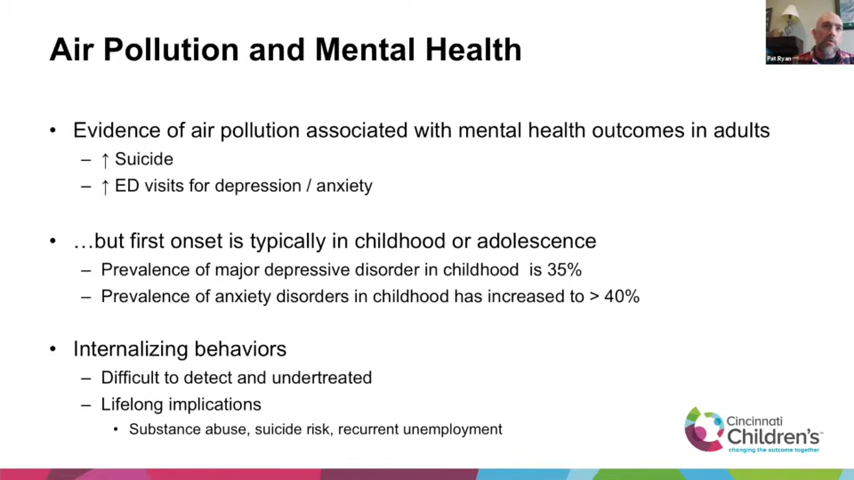 Air Pollution and Mental Health
Pat Ryan
• Evidence of air pollution associated with mental health outcomes in adults
– ↑ Suicide
– ↑ ED visits for depression / anxiety
• …but first onset is typically in childhood or adolescence
– Prevalence of major depressive disorder in childhood  is 35%
– Prevalence of anxiety disorders in childhood has increased to > 40%
• Internalizing behaviors
– Difficult to detect and undertreated
– Lifelong implications
• Substance abuse, suicide risk, recurrent unemployment
Cincinnati
Children's™
changing the outcome together